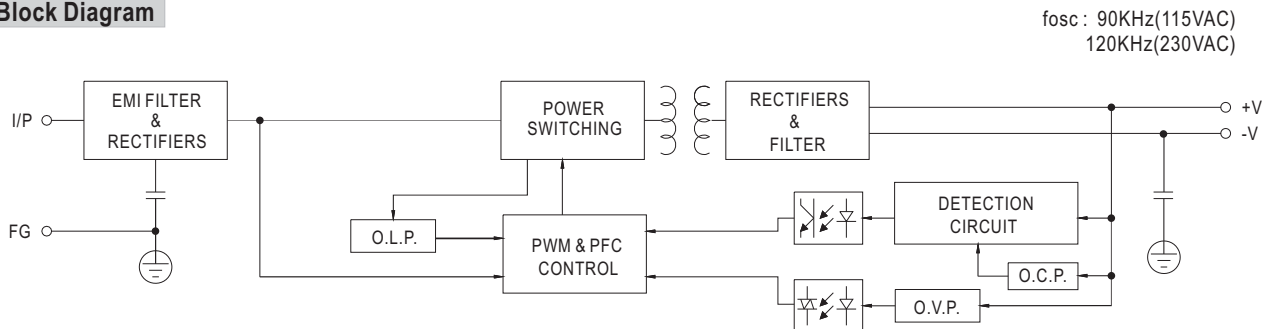 Block Diagram
fosc : 90KHz(115VAC)
120KHz(230VAC)
I/P
EMI FILTER
&
RECTIFIERS
POWER
SWITCHING
RECTIFIERS
&
FILTER
+V
-V
FG
O.L.P.
PWM & PFC
CONTROL
DETECTION
CIRCUIT
O.C.P.
O.V.P.